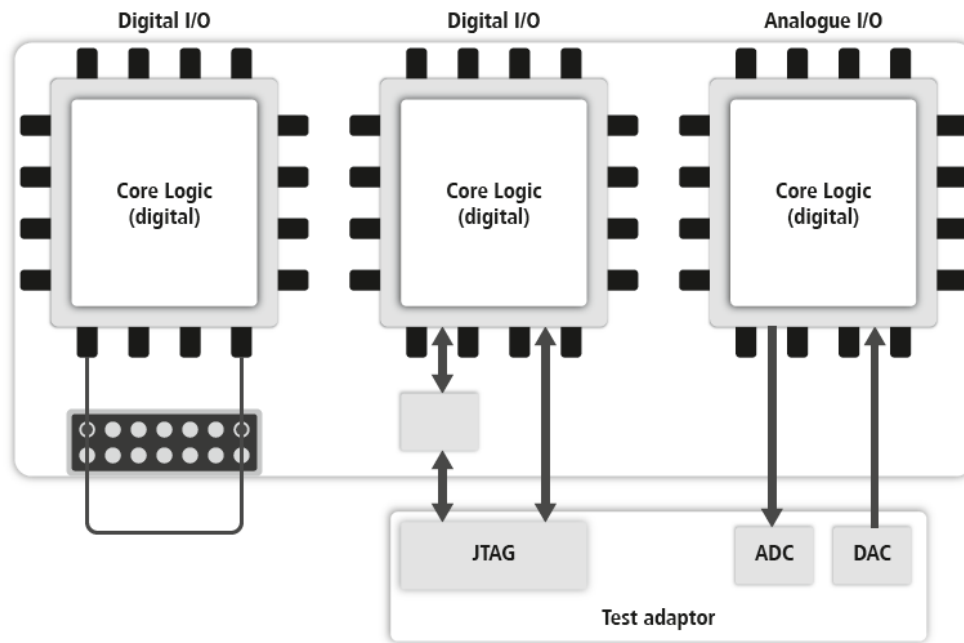 Digital I/O
Digital I/O
Analogue I/O
Core Logic
(digital)
Core Logic
(digital)
Core Logic
(digital)
JTAG
ADC
DAC
Test adaptor